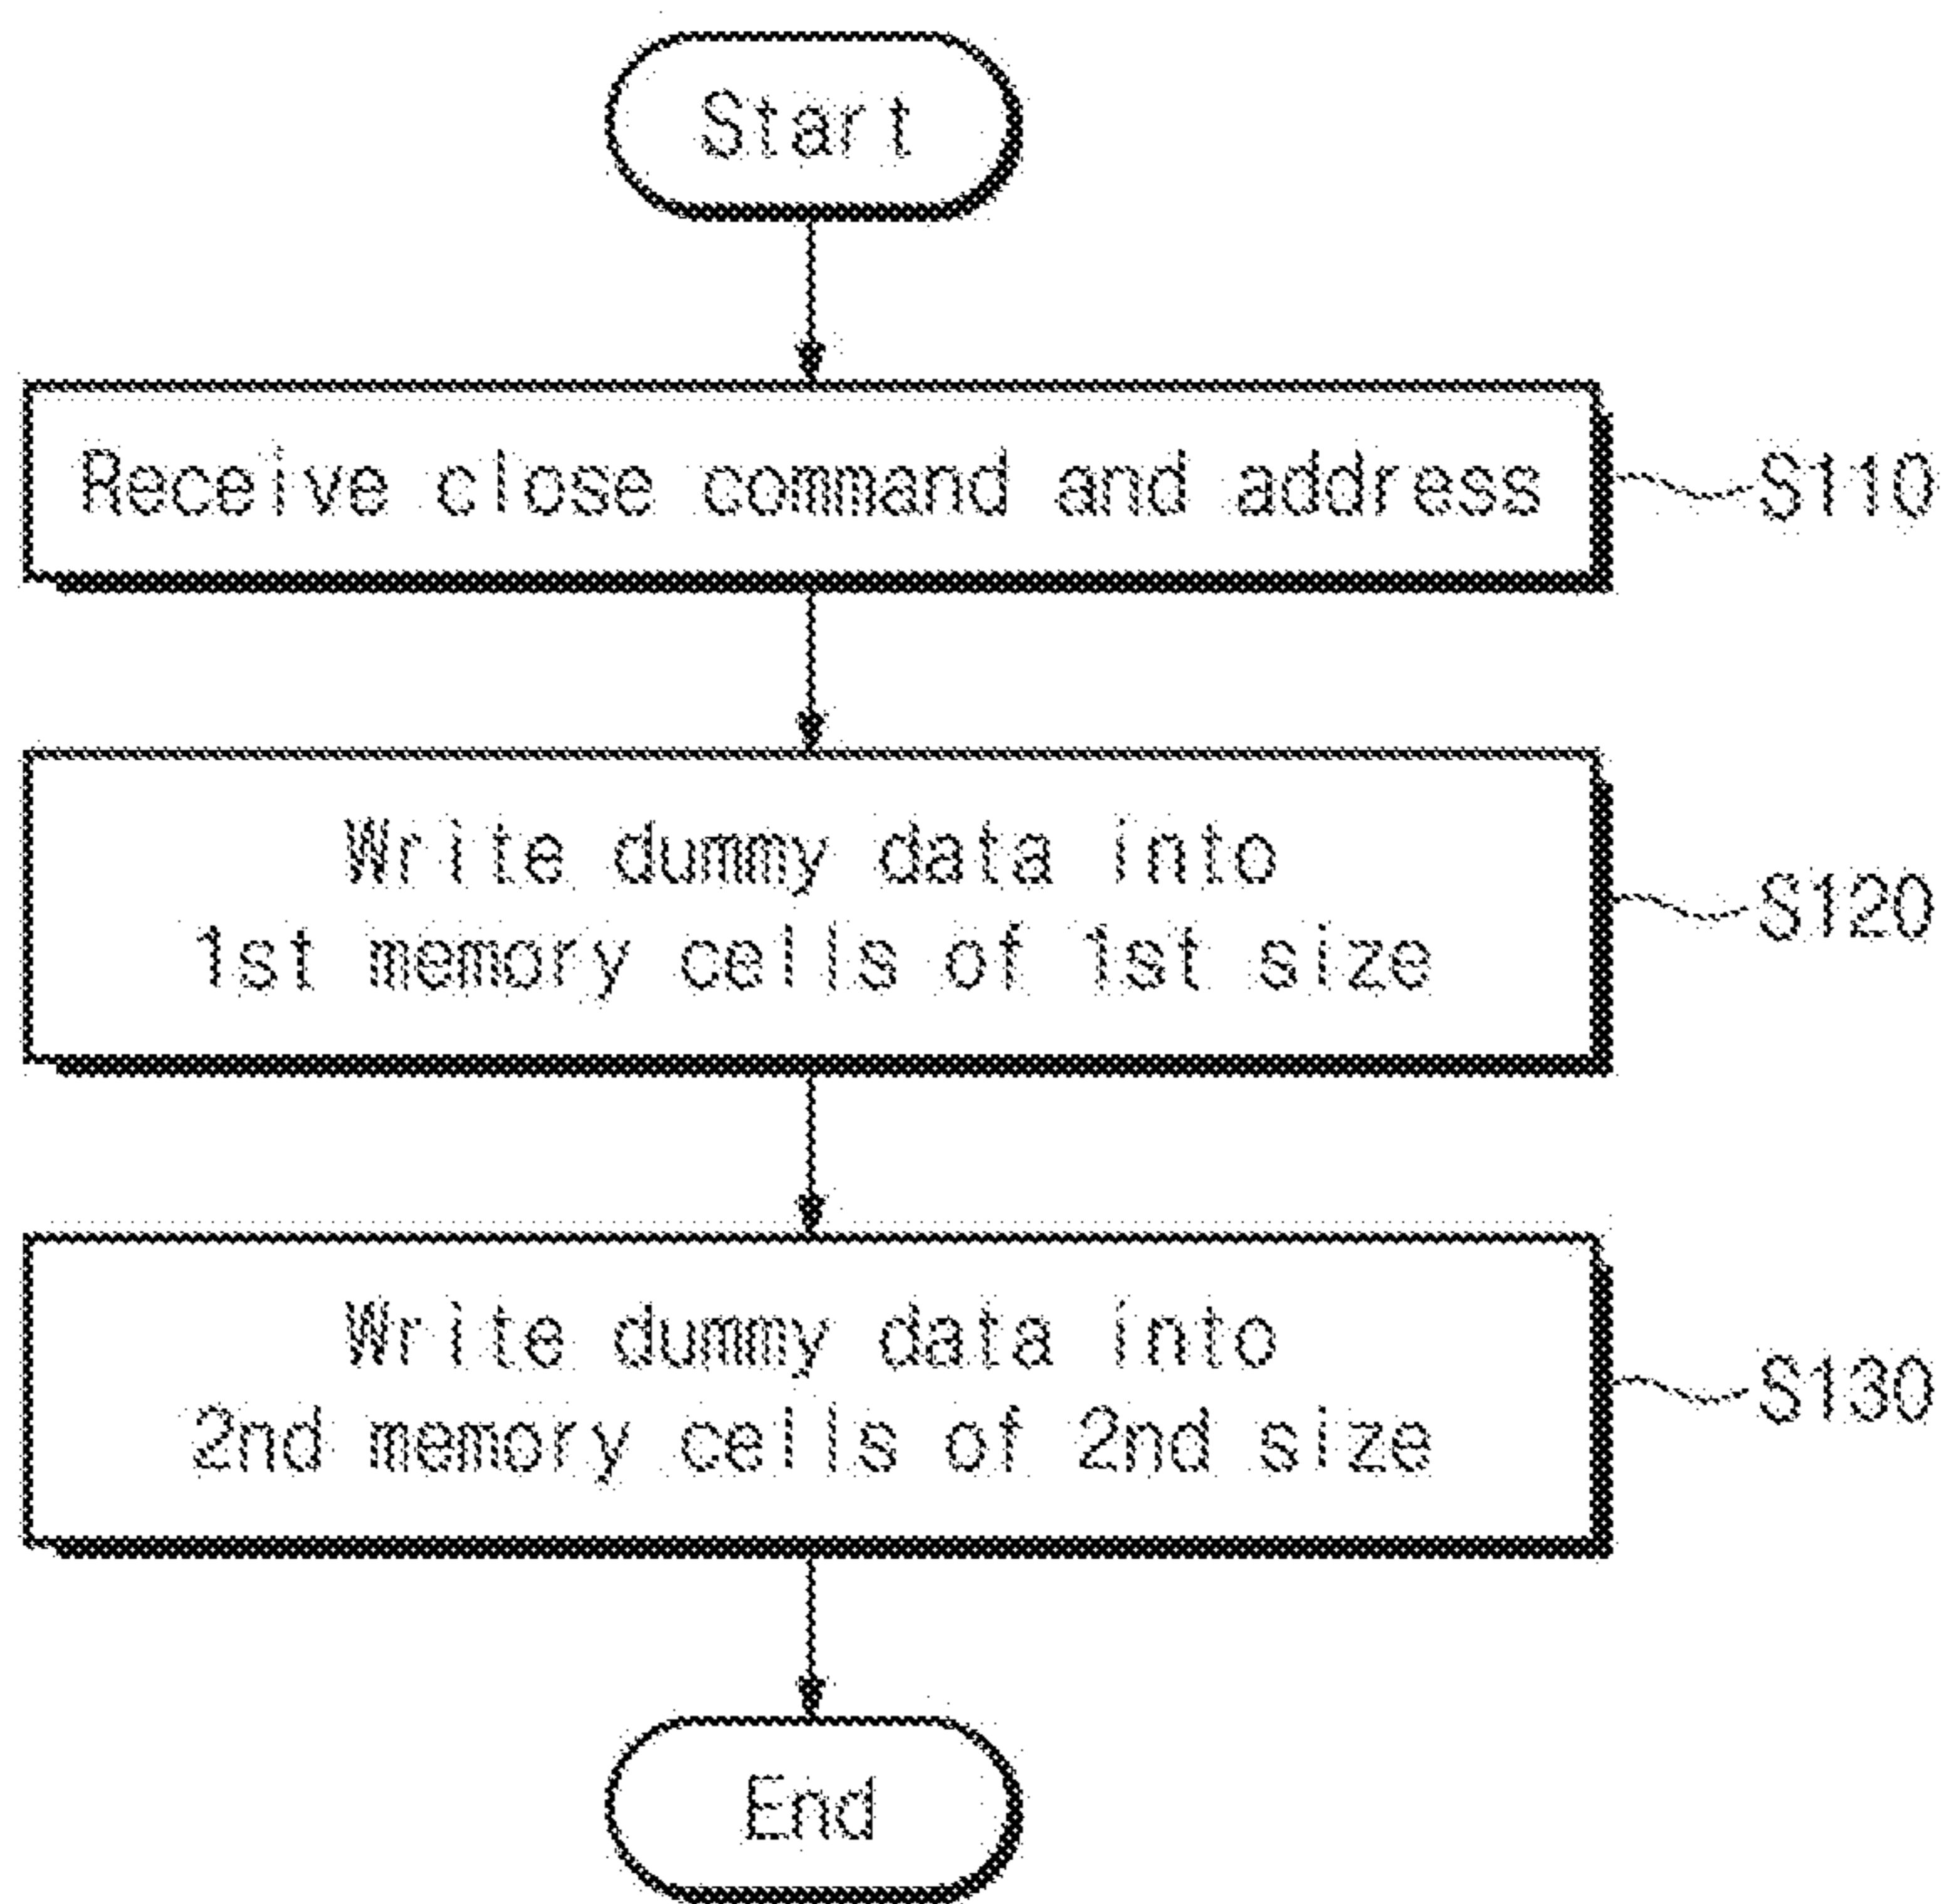 Start
Receive close command and address
S110
Write dummy data into
1st memory cells of 1st size
S120
Write dummy data into
2nd memory cells of 2nd size
S130
End